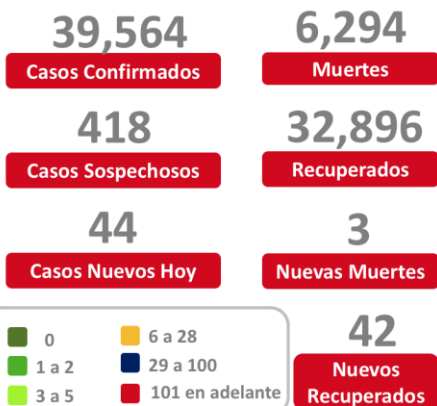 39,564
Casos Confirmados
6,294
Muertes
418
Casos Sospechosos
32,896
Recuperados
44
Casos Nuevos Hoy
3
Nuevas Muertes
0
1 a 2
3 a 5
6 a 28
29 a 100
101 en adelante
42
Nuevos
Recuperados